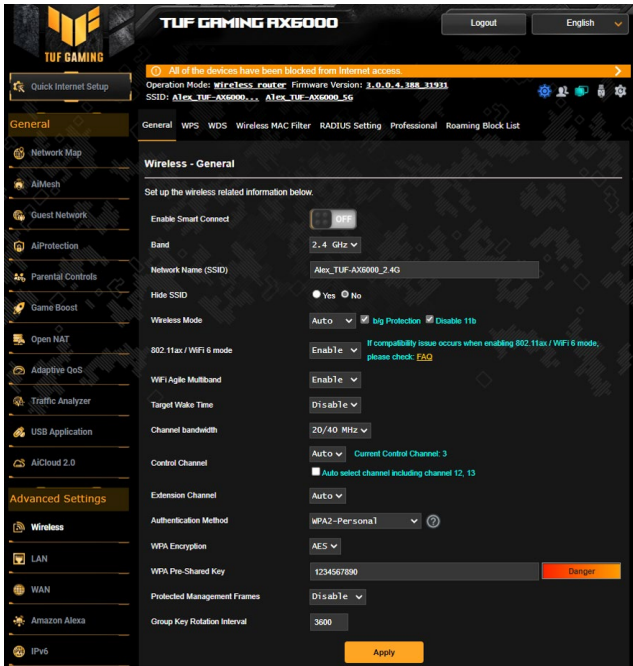 TUF GAMING AX6000
Logout
English
TUF GAMING
All of the devices have been blocked from Internet access.
Quick Internet Setup
Operation Mode: Wireless router Firmware Version: 3.0.0.4.388_31931
SSID: Alex_TUF-AX6000... Alex_TUF-AX6000_5G
General
General WPS WDS Wireless MAC Filter RADIUS Setting Professional Roaming Block List
Network Map
AiMesh
Guest Network
AiProtection
Parental Controls
Game Boost
Open NAT
Adaptive QoS
Traffic Analyzer
USB Application
AiCloud 2.0
Advanced Settings
Wireless
LAN
WAN
Amazon Alexa
IPv6
Wireless - General
Set up the wireless related information below.
Enable Smart Connect OFF
Band 2.4 GHz
Network Name (SSID) Alex_TUF-AX6000_2.4G
Hide SSID Yes No
Wireless Mode Auto b/g Protection Disable 11b
802.11ax / WiFi 6 mode Enable If compatibility issue occurs when enabling 802.11ax / WiFi 6 mode,
please check: FAQ
WiFi Agile Multiband Enable
Target Wake Time Disable
Channel bandwidth 20/40 MHz
Control Channel Auto Current Control Channel: 3
Auto select channel including channel 12, 13
Extension Channel Auto
Authentication Method WPA2-Personal ?
WPA Encryption AES
WPA Pre-Shared Key 1234567890 Danger
Protected Management Frames Disable
Group Key Rotation Interval 3600
Apply